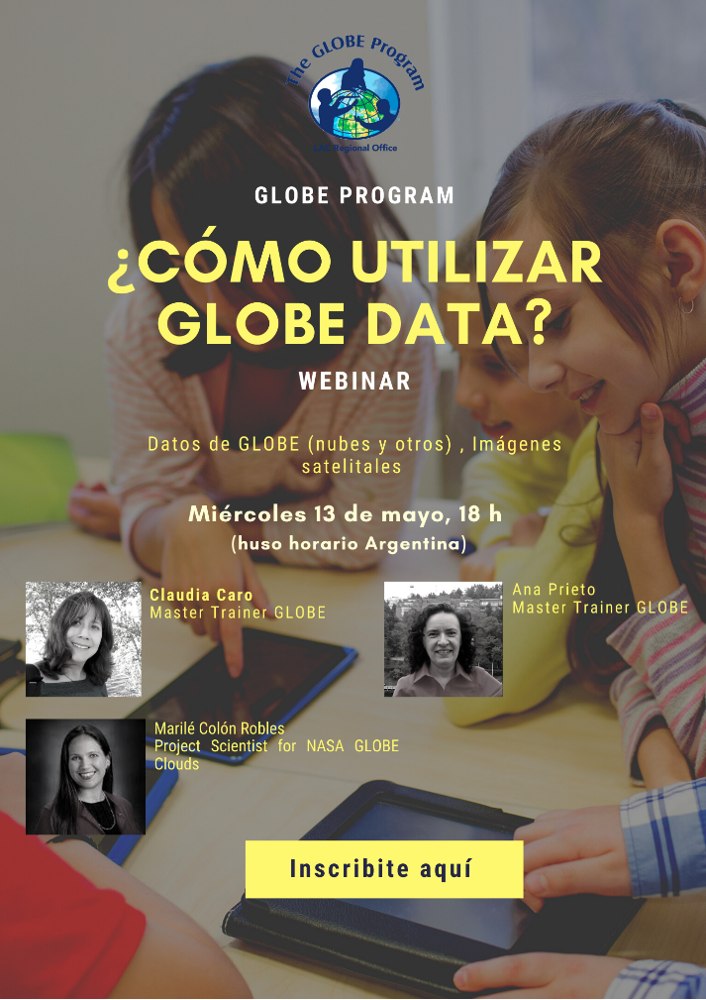 The GLOBE Program
Regional Office
GLOBE PROGRAM
¿CÓMO UTILIZAR
GLOBE DATA?
WEBINAR
Datos de GLOBE (nubes y otros) , Imágenes
satelitales
Miércoles 13 de mayo, 18 h
(huso horario Argentina)
Claudia Caro
Master Trainer GLOBE
Ana Prieto
Master Trainer GLOBE
Marilé Colón Robles
Project Scientist for NASA GLOBE
Clouds
Inscribite aquí